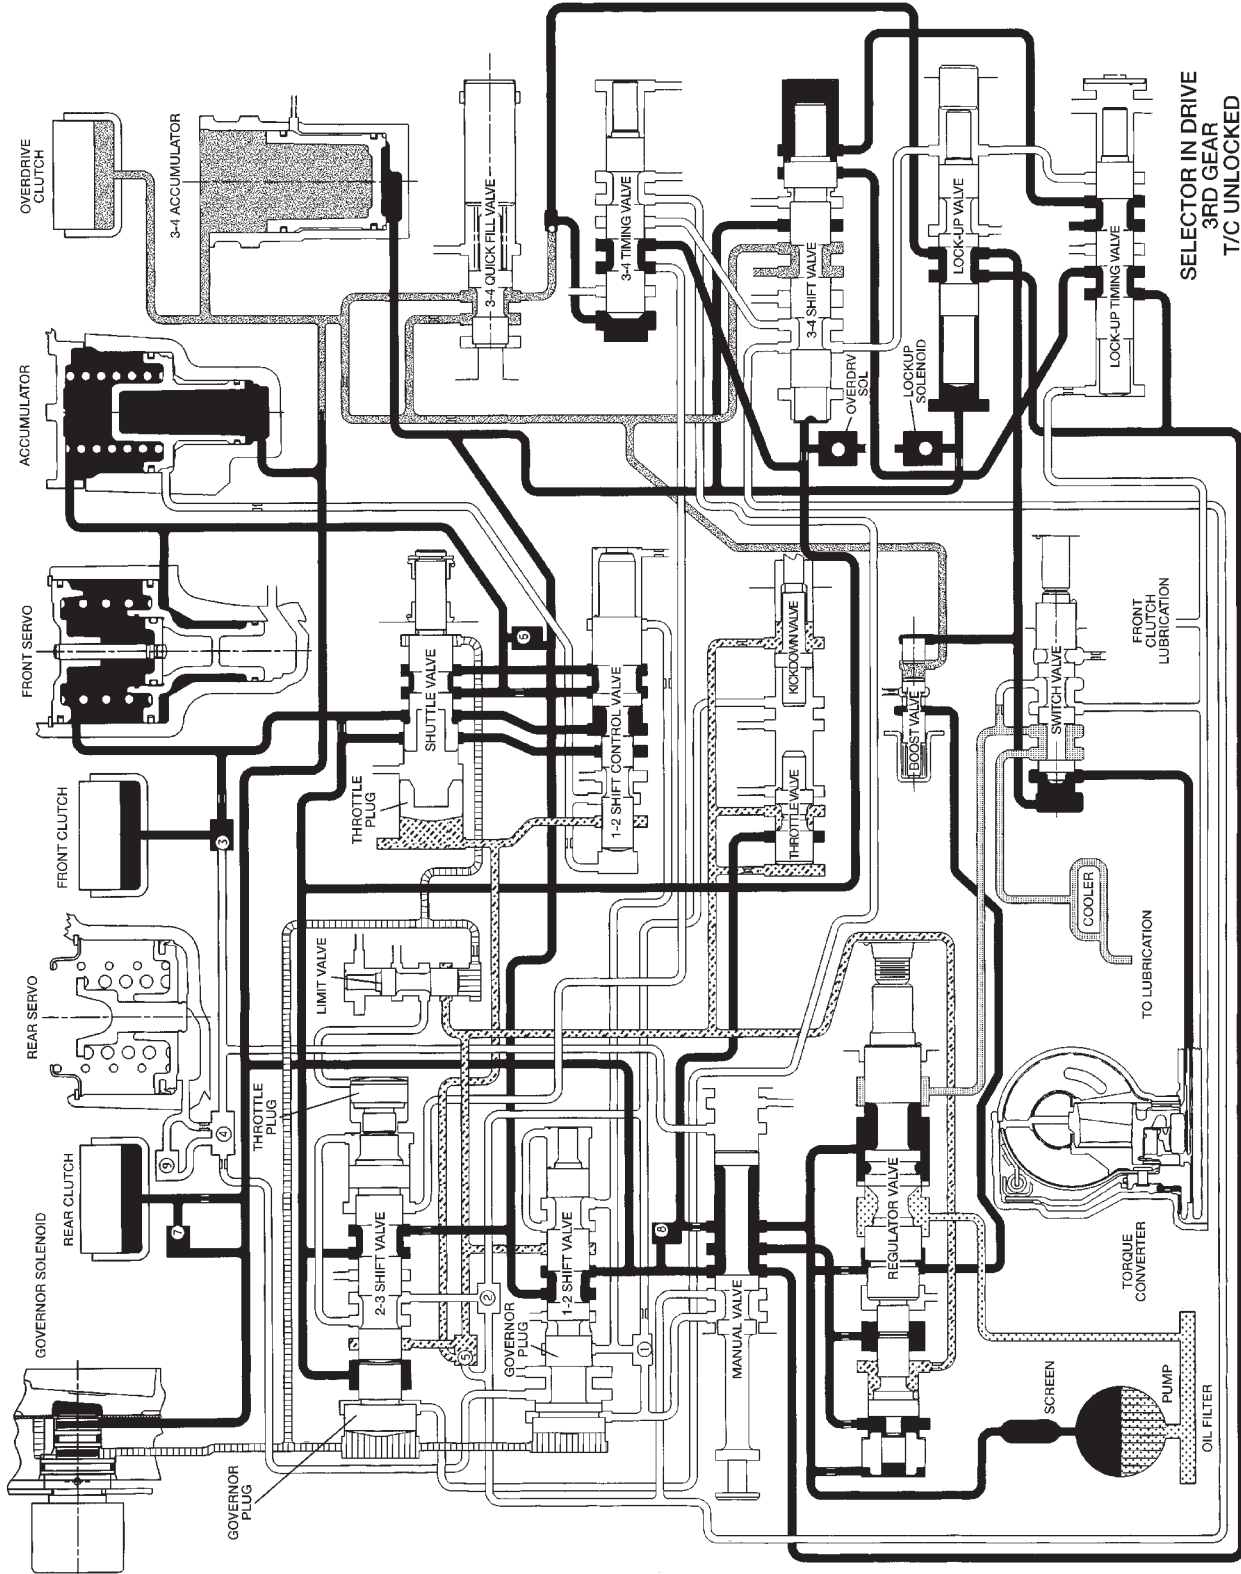 GOVERNOR SOLENOID
REAR CLUTCH
REAR SERVO
FRONT CLUTCH
FRONT SERVO
ACCUMULATOR
OVERDRIVE
CLUTCH
3-4 ACCUMULATOR
7
9
4
3
6
GOVERNOR
PLUG
THROTTLE
PLUG
LIMIT VALVE
THROTTLE
PLUG
SHUTTLE VALVE
3-4 QUICK FILL VALVE
2-3 SHIFT VALVE
5
2
GOVERNOR
PLUG
1-2 SHIFT VALVE
1
8
1-2 SHIFT CONTROL VALVE
3-4 TIMING VALVE
MANUAL VALVE
THROTTLE VALVE
KICKDOWN VALVE
3-4 SHIFT VALVE
OVERDRV
SOL
LOCKUP
SOLENOID
REGULATOR VALVE
BOOST VALVE
LOCK-UP VALVE
SCREEN
PUMP
OIL FILTER
TORQUE
CONVERTER
TO LUBRICATION
COOLER
SWITCH VALVE
FRONT
CLUTCH
LUBRICATION
LOCK-UP TIMING VALVE
SELECTOR IN DRIVE
3RD GEAR
T/C UNLOCKED